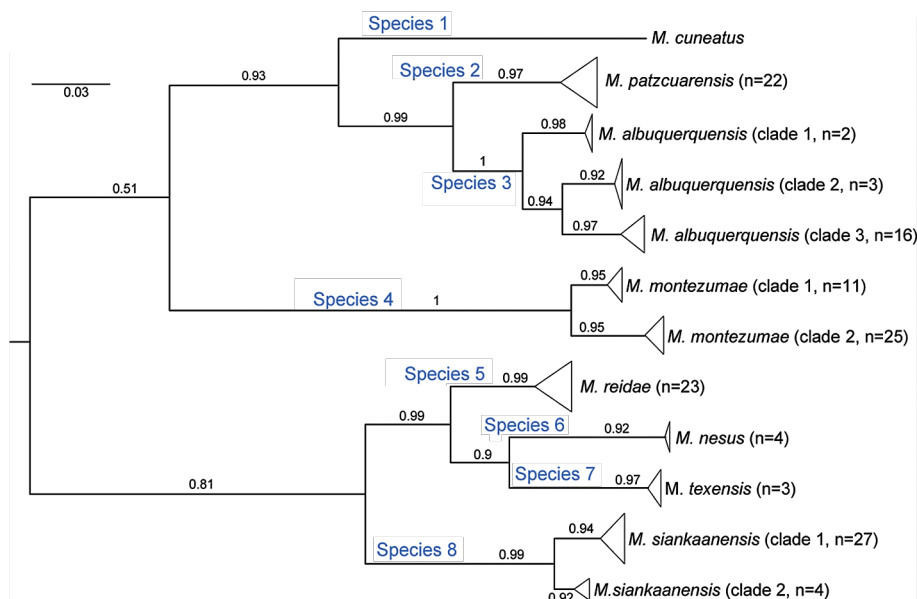 Species 1
M. cuneatus
0.93
0.03
Species 2
0.97
M. patzcuarensis (n=22)
0.99
0.98
M. albuquerquensis (clade 1, n=2)
1
Species 3
0.92
M. albuquerquensis (clade 2, n=3)
0.51
0.94
0.97
M. albuquerquensis (clade 3, n=16)
0.95
M. montezumae (clade 1, n=11)
Species 4
1
0.95
M. montezumae (clade 2, n=25)
Species 5
0.99
M. reidae (n=23)
0.99
Species 6
0.92
M. nesus (n=4)
0.9
Species 7
0.97
M. texensis (n=3)
0.81
0.94
M. siankaanensis (clade 1, n=27)
Species 8
0.99
M.siankaanensis (clade 2, n=4)
0.92